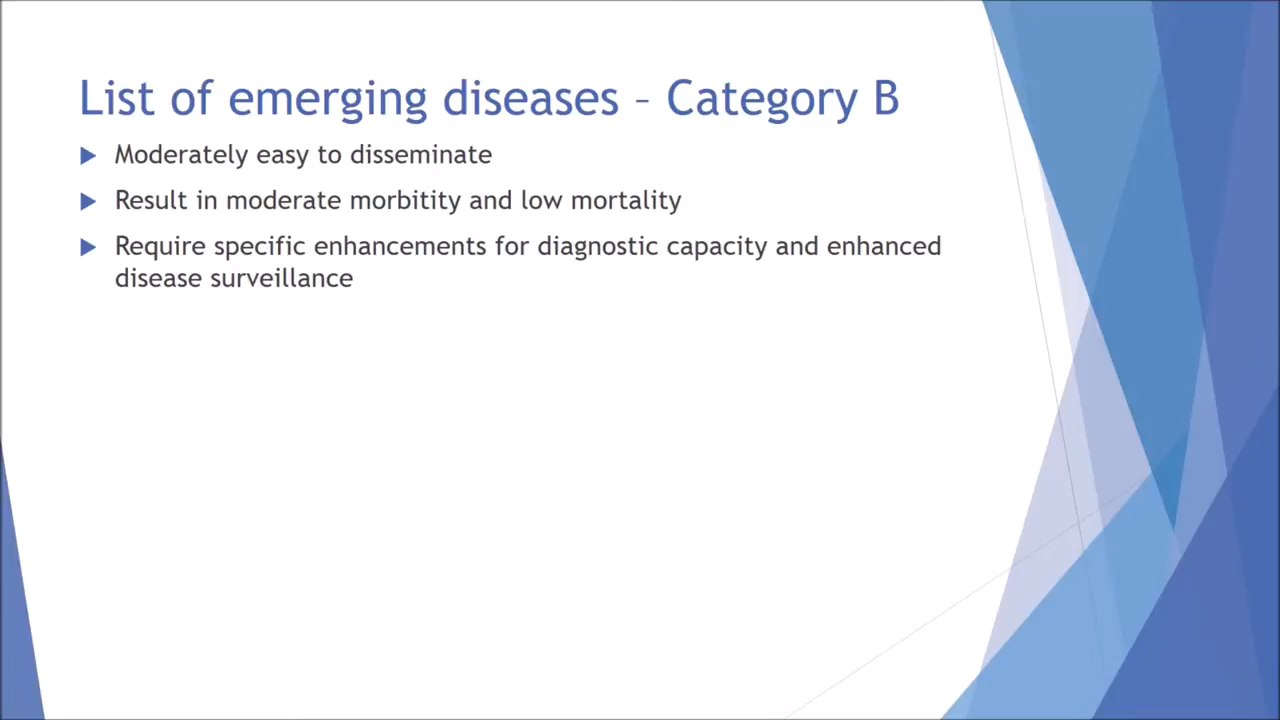 List of emerging diseases – Category B
Moderately easy to disseminate
Result in moderate morbitity and low mortality
Require specific enhancements for diagnostic capacity and enhanced
disease surveillance